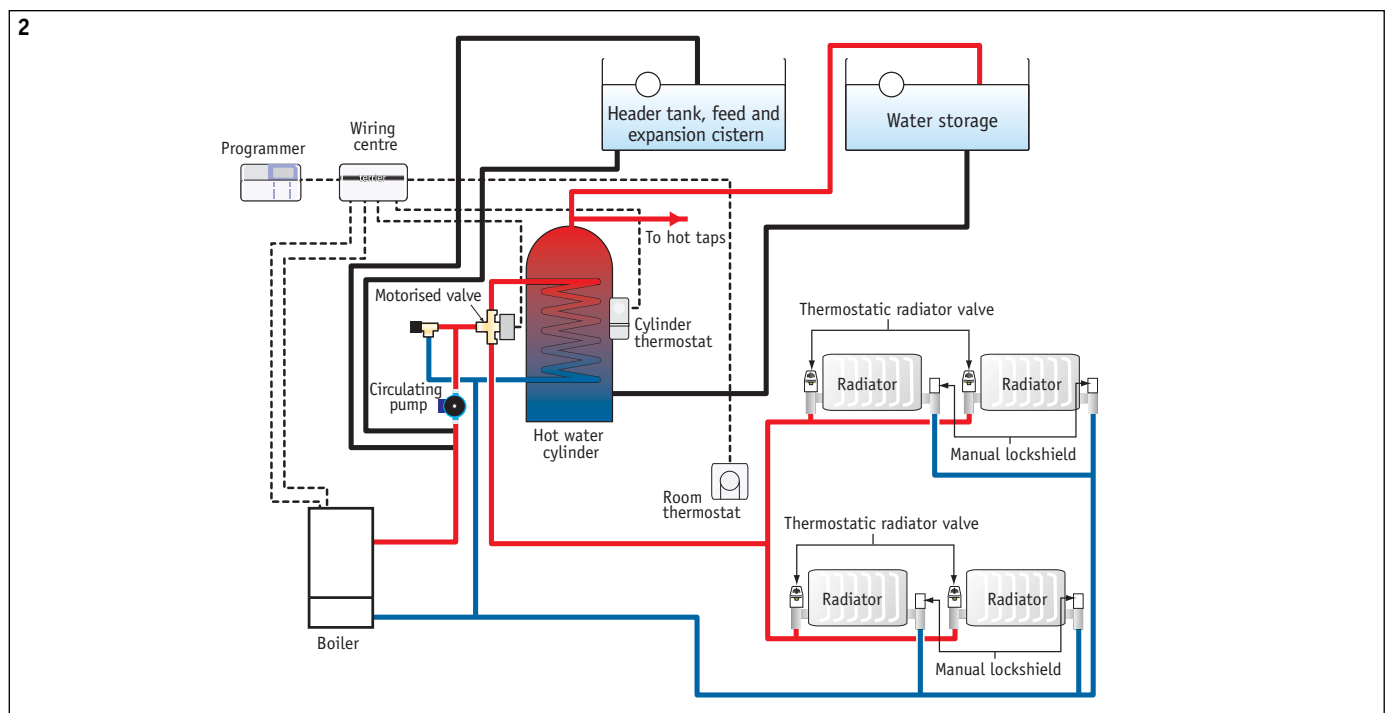 2
Header tank, feed and
expansion cistern
Water storage
Programmer
Wiring
centre
terrier
To hot taps
Motorised valve
Cylinder
thermostat
Circulating
pump
Hot water
cylinder
Thermostatic radiator valve
Radiator
Radiator
Manual lockshield
Room
thermostat
Thermostatic radiator valve
Radiator
Radiator
Manual lockshield
Boiler